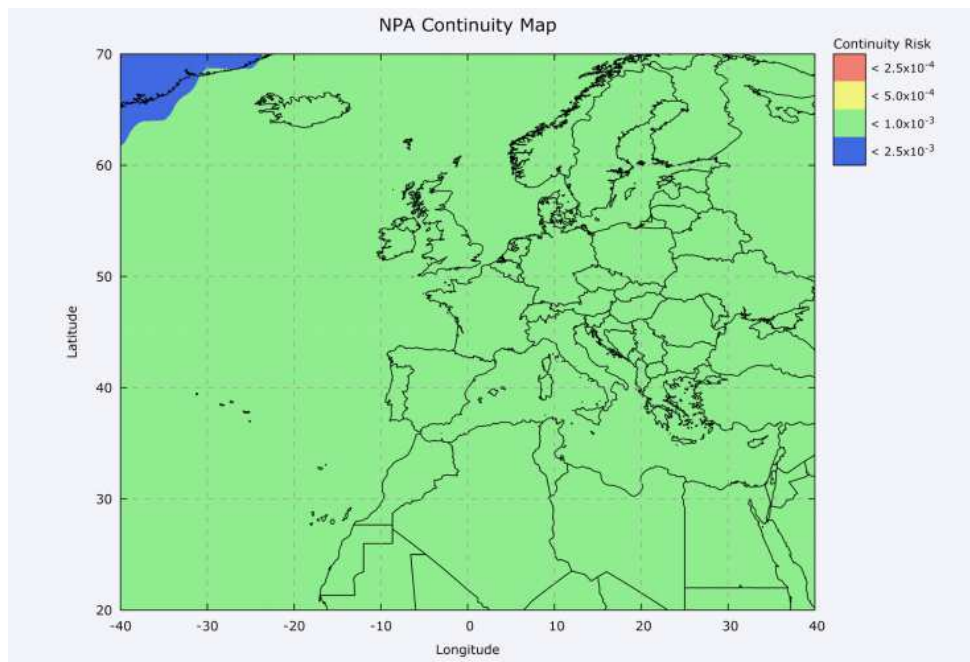 NPA Continuity Map
Continuity Risk
< 2.5x10-4
< 5.0x10-4
< 1.0x10-3
< 2.5x10-3
70
60
50
40
30
20
Latitude
-40 -30 -20 -10 0 10 20 30 40
Longitude